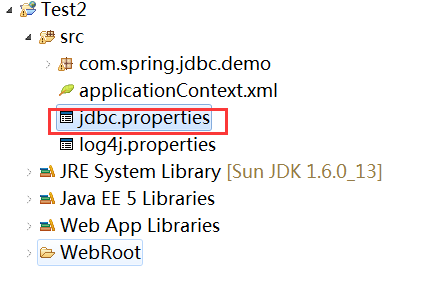 Test2
src
com.spring.jdbc.demo
applicationContext.xml
jdbc.properties
log4j.properties
JRE System Library [Sun JDK 1.6.0_13]
Java EE 5 Libraries
Web App Libraries
WebRoot